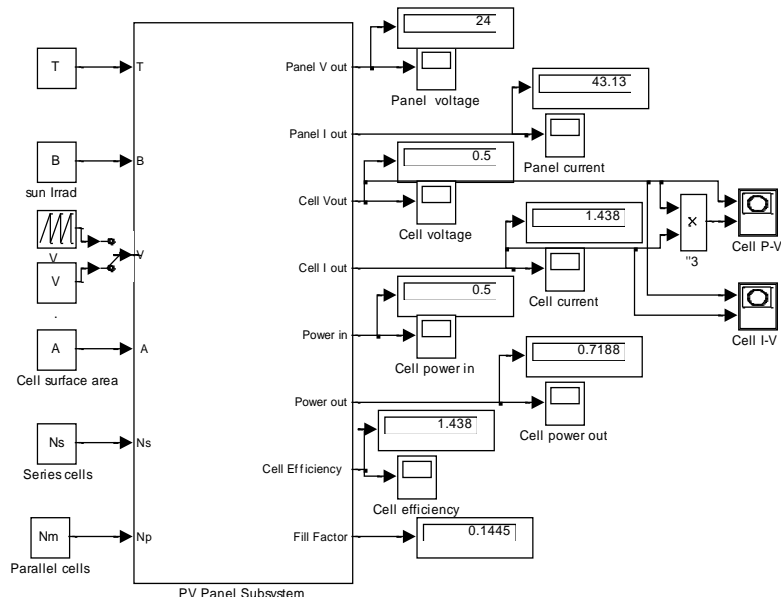 24
T
T
Panel V out
Panel voltage
43.13
Panel I out
B
B
0.5
Panel current
sun Irrad
Cell Vout
1.438
Cell P-V
V
V
Cell voltage
x
"3
V
Cell I out
0.5
Cell current
.
Power in
0.7188
Cell I-V
A
A
Cell surface area
Cell power in
Power out
1.438
Cell power out
Ns
Ns
Series cells
Cell Efficiency
Cell efficiency
0.1445
Nm
Np
Fill Factor
Parallel cells
PV Panel Subsystem